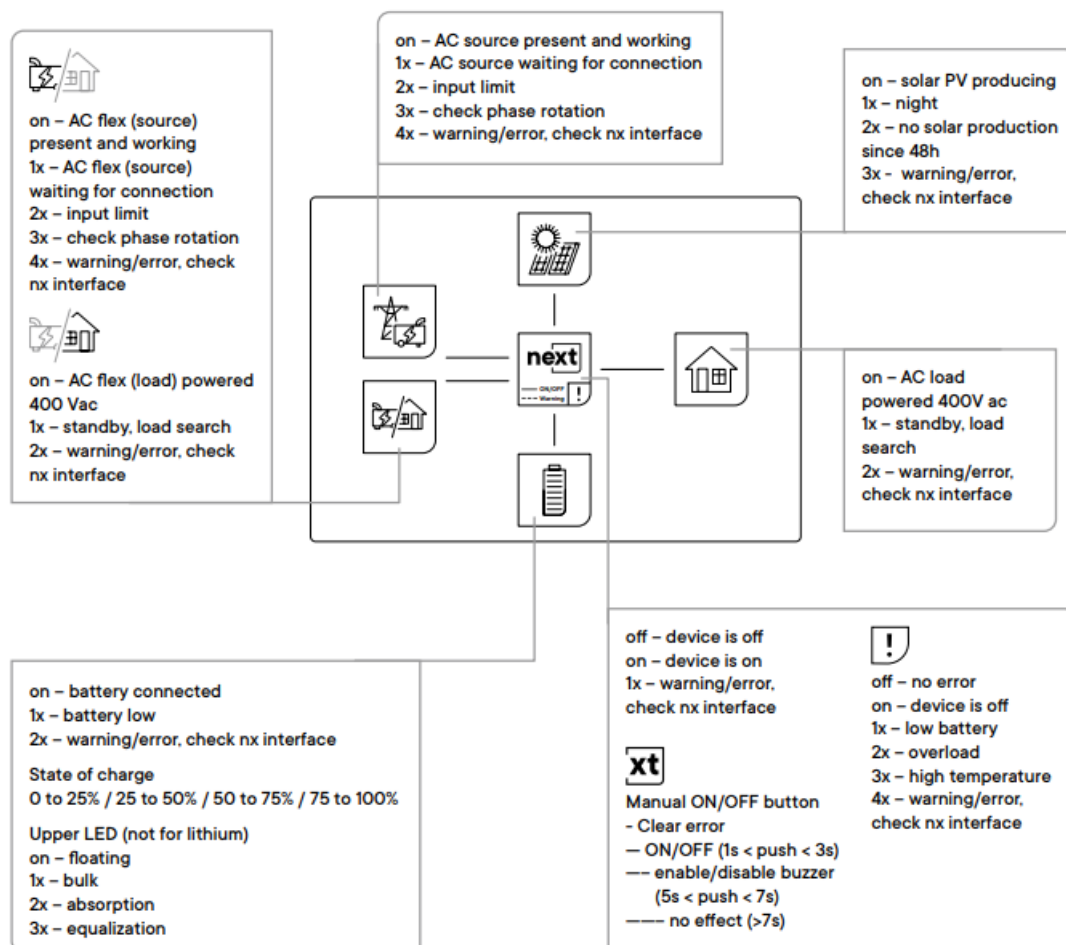 on – AC flex (source)
present and working
1x – AC flex (source)
waiting for connection
2x – input limit
3x – check phase rotation
4x – warning/error, check
nx interface
on – AC flex (load) powered
400 Vac
1x – standby, load search
2x – warning/error, check
nx interface
on – AC source present and working
1x – AC source waiting for connection
2x – input limit
3x – check phase rotation
4x – warning/error, check nx interface
on – solar PV producing
1x – night
2x – no solar production
since 48h
3x - warning/error,
check nx interface
next
— ON/OFF
--- Warning
!
on – AC load
powered 400V ac
1x – standby, load
search
2x – warning/error,
check nx interface
on – battery connected
1x – battery low
2x – warning/error, check nx interface
State of charge
0 to 25% / 25 to 50% / 50 to 75% / 75 to 100%
Upper LED (not for lithium)
on – floating
1x – bulk
2x – absorption
3x – equalization
off – device is off
on – device is on
1x – warning/error,
check nx interface
xt
Manual ON/OFF button
- Clear error
— ON/OFF (1s < push < 3s)
—– enable/disable buzzer
(5s < push < 7s)
——– no effect (>7s)
!
off – no error
on – device is off
1x – low battery
2x – overload
3x – high temperature
4x – warning/error,
check nx interface